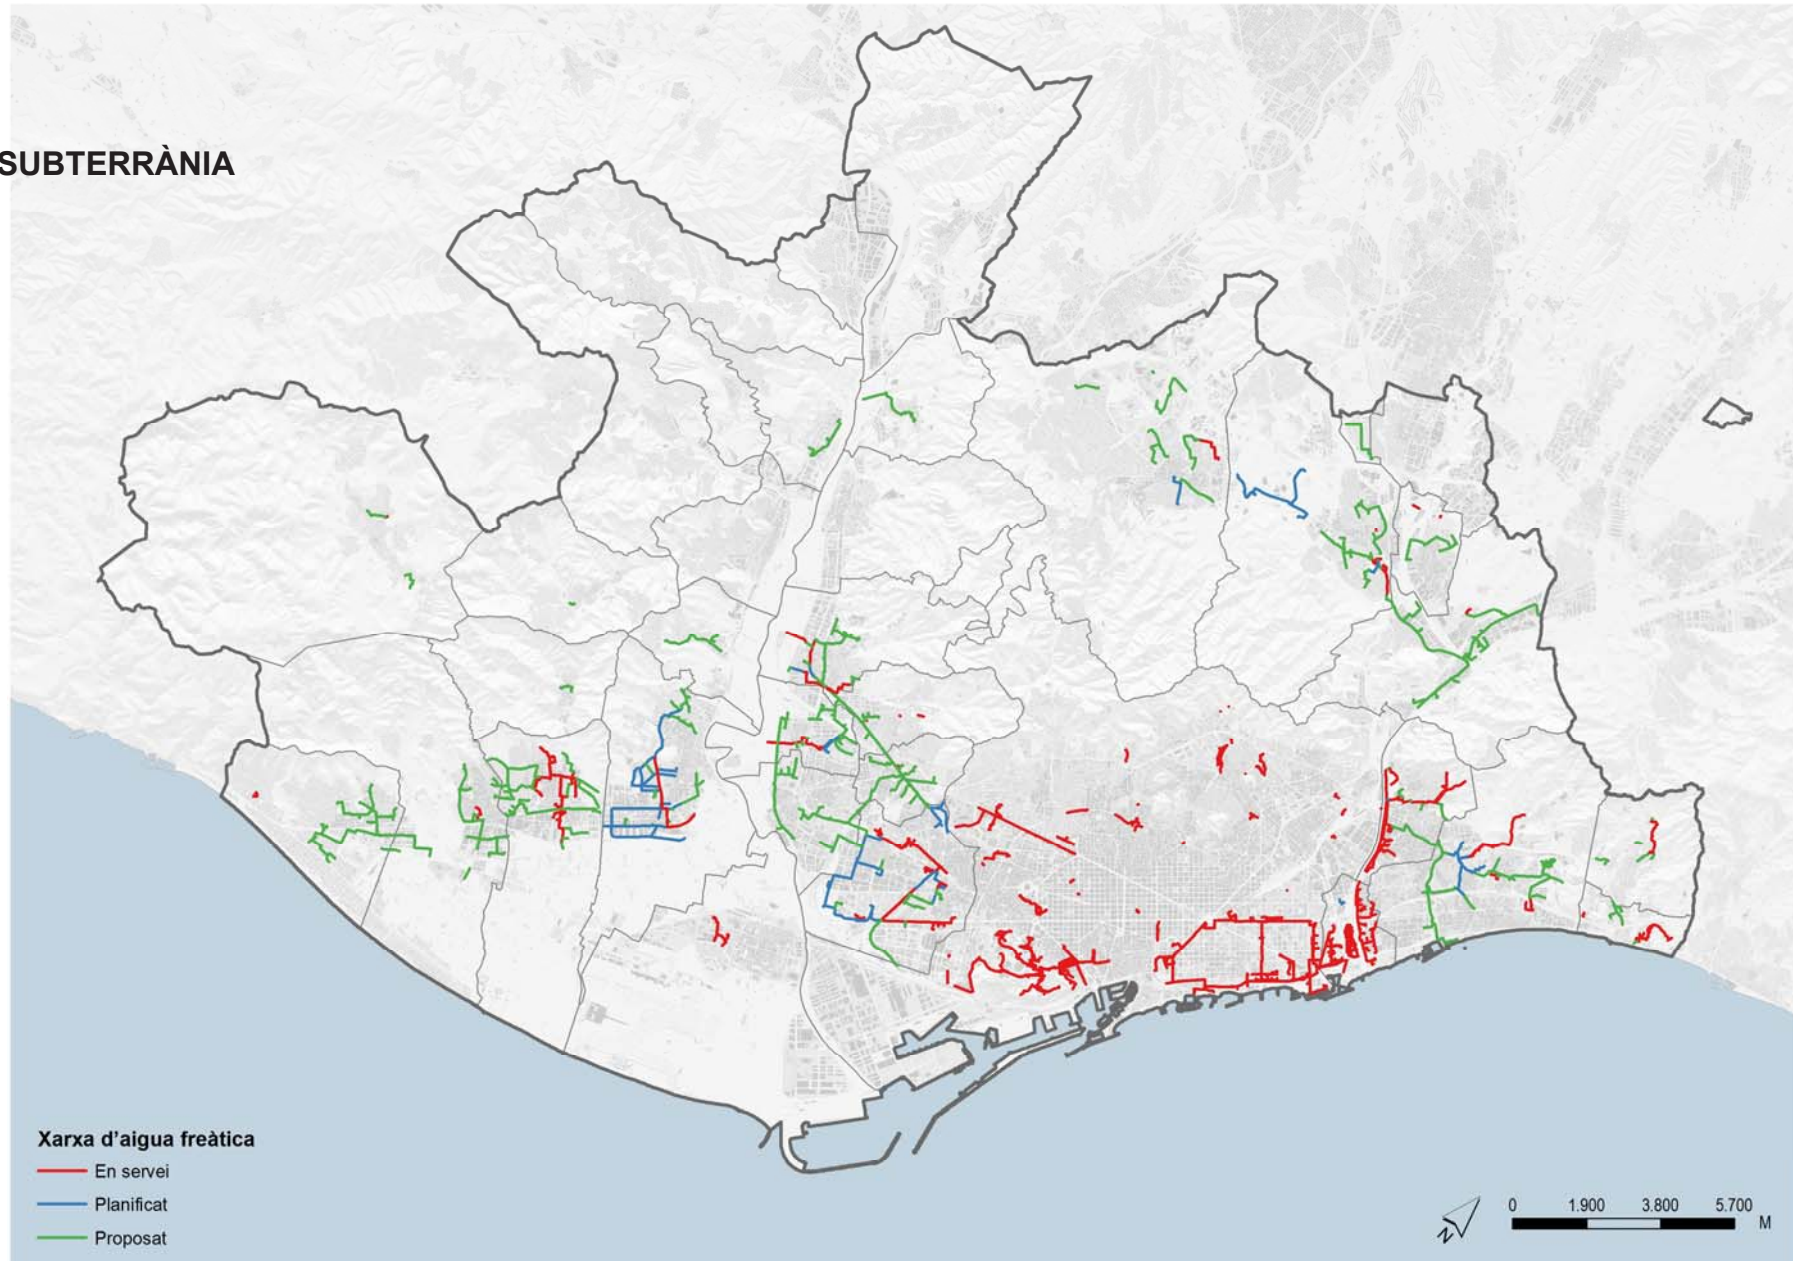 SUBTERRÀNIA
Xarxa d'aigua freàtica
En servei
Planificat
Proposat
N
0 1.900 3.800 5.700
M